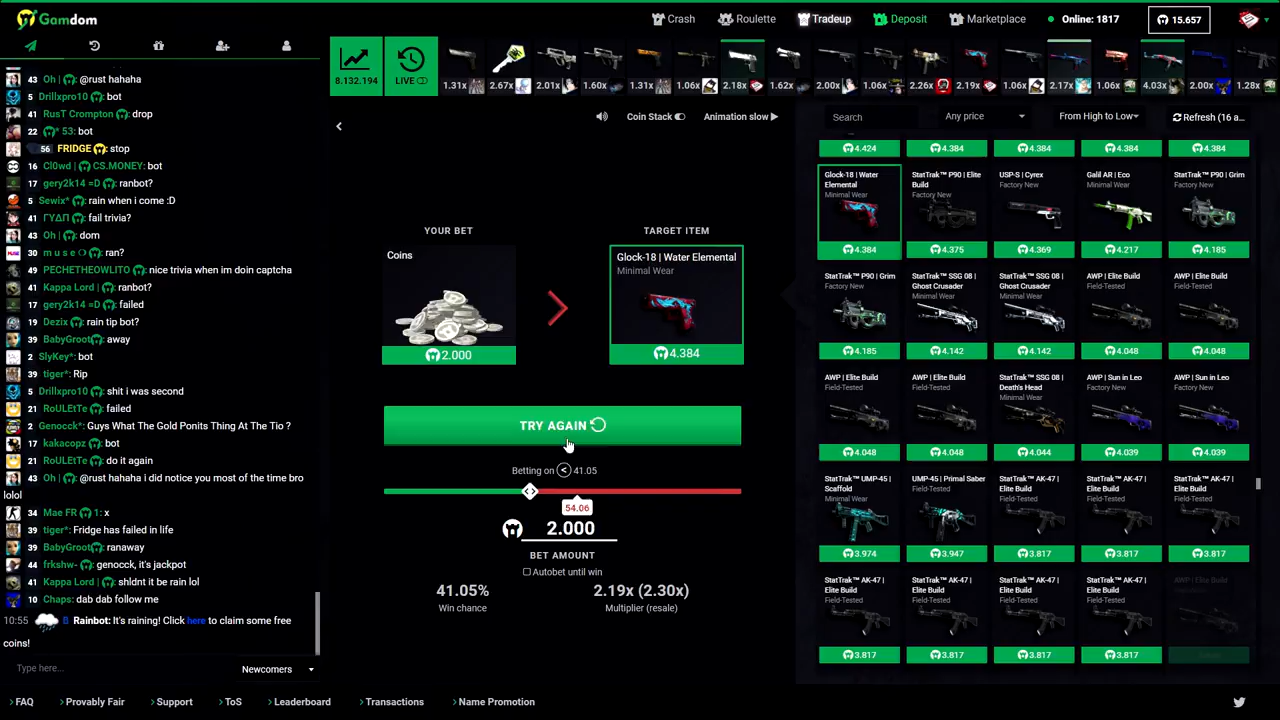 Gamdom
Crash
Roulette
Tradeup
Deposit
Marketplace
Online: 1817
15.657
8.132.194
LIVE
1.31x
2.67x
2.01x
1.60x
1.31x
1.06x
2.18x
1.62x
2.00x
1.06x
2.26x
2.19x
1.06x
2.17x
1.06x
4.03x
2.00x
1.28x
43 Oh | : @rust hahaha
5 Drillxpro10 : bot
41 RusT Crompton : drop
22 * 53: bot
56 FRIDGE : stop
16 Cl0wd | CS.MONEY: bot
17 gery2k14 =D : ranbot?
5 Sewix* : rain when i come :D
41 ГУДП : fail trivia?
43 Oh | : dom
30 m u s e : ran?
49 PECHETHEOWLITO : nice trivia when im doin captcha
41 Kappa Lord | : ranbot?
17 gery2k14 =D : failed
19 Dezix : rain tip bot?
39 BabyGroot : away
2 SlyKey* : bot
39 tiger* : Rip
5 Drillxpro10 : shit i was second
21 RoULEtTe : failed
2 Genocck* : Guys What The Gold Ponits Thing At The Tio ?
17 kakacopz : bot
21 RoULEtTe : do it again
43 Oh | : @rust hahaha i did notice you most of the time bro
lolol
34 Mae FR 1: x
39 tiger* : Fridge has failed in life
39 BabyGroot : runaway
44 frkshw- : genocck, it's jackpot
41 Kappa Lord | : shldnt it be rain lol
10 Chaps : dab dab follow me
10:55 B Rainbot: It's raining! Click here to claim some free
coins!
Type here...
Newcomers
Coin Stack
Animation slow
YOUR BET
TARGET ITEM
Coins
2.000
Glock-18 | Water Elemental
Minimal Wear
4.384
TRY AGAIN
Betting on < 41.05
54.06
2.000
BET AMOUNT
Autobet until win
41.05%
Win chance
2.19x (2.30x)
Multiplier (resale)
Search
Any price
From High to Low
Refresh (16 a...
4.424
4.384
4.384
4.384
4.384
Glock-18 | Water
Elemental
Minimal Wear
4.384
StatTrak™ P90 | Elite
Build
Factory New
4.375
USP-S | Cyrex
Factory New
4.369
Galil AR | Eco
Minimal Wear
4.217
StatTrak™ P90 | Grim
Factory New
4.185
StatTrak™ P90 | Grim
Factory New
4.185
StatTrak™ SSG 08 |
Ghost Crusader
Minimal Wear
4.142
StatTrak™ SSG 08 |
Ghost Crusader
Minimal Wear
4.142
AWP | Elite Build
Field-Tested
4.048
AWP | Elite Build
Field-Tested
4.048
AWP | Elite Build
Field-Tested
4.048
AWP | Elite Build
Field-Tested
4.048
StatTrak™ SSG 08 |
Death's Head
Minimal Wear
4.044
AWP | Sun in Leo
Factory New
4.039
AWP | Sun in Leo
Factory New
4.039
StatTrak™ UMP-45 |
Scaffold
Minimal Wear
3.974
UMP-45 | Primal Saber
Field-Tested
3.947
StatTrak™ AK-47 |
Elite Build
Field-Tested
3.817
StatTrak™ AK-47 |
Elite Build
Field-Tested
3.817
StatTrak™ AK-47 |
Elite Build
Field-Tested
3.817
StatTrak™ AK-47 |
Elite Build
Field-Tested
3.817
StatTrak™ AK-47 |
Elite Build
Field-Tested
3.817
StatTrak™ AK-47 |
Elite Build
Field-Tested
3.817
StatTrak™ AK-47 |
Elite Build
Field-Tested
3.817
AWP | Elite Build
FAQ
Provably Fair
Support
ToS
Leaderboard
Transactions
Name Promotion